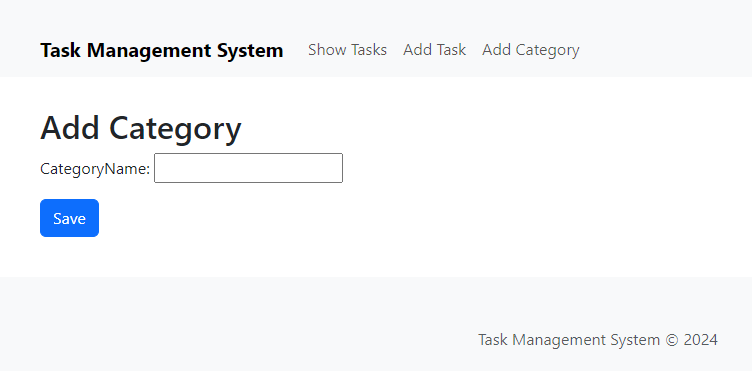 Task Management System Show Tasks Add Task Add Category
Add Category
CategoryName:
Save
Task Management System © 2024